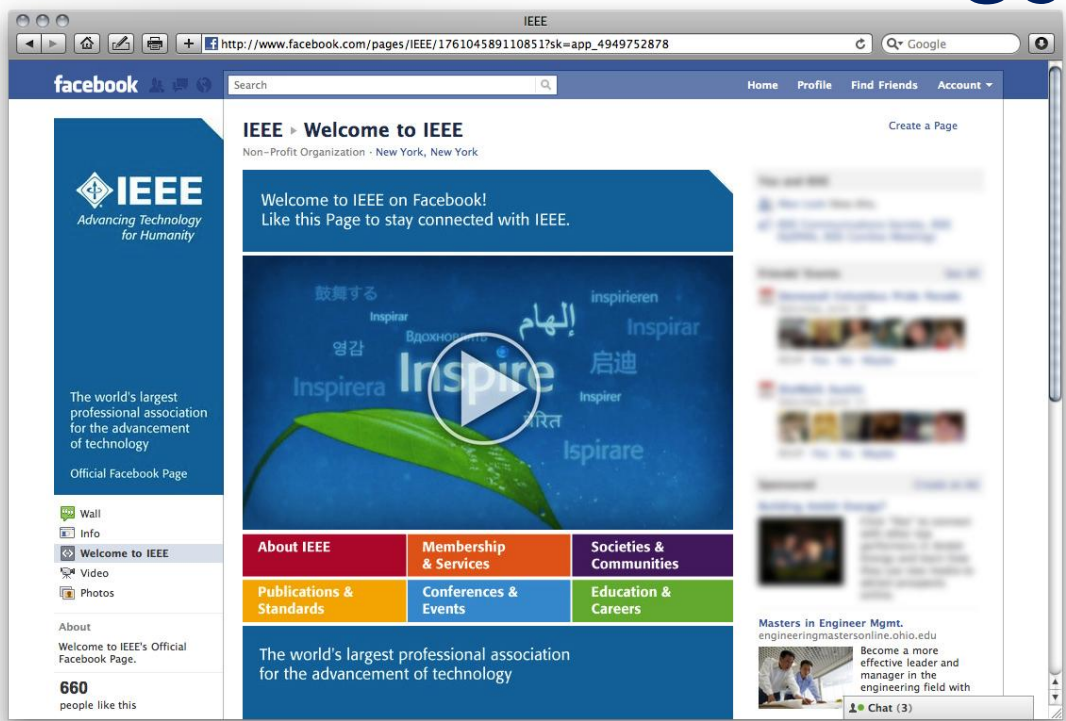 IEEE
http://www.facebook.com/pages/IEEE/176104589110851?sk=app_4949752878
Google
facebook
Search
Home Profile Find Friends Account
IEEE
Advancing Technology
for Humanity
The world's largest
professional association
for the advancement
of technology
Official Facebook Page
Wall
Info
Welcome to IEEE
Video
Photos
About
Welcome to IEEE's Official
Facebook Page.
660
people like this
IEEE ▸ Welcome to IEEE
Non-Profit Organization · New York, New York
Welcome to IEEE on Facebook!
Like this Page to stay connected with IEEE.
鼓舞する
inspirieren
Inspirar
إلهام
Inspirar
Вдохновить
영감
启迪
Inspirera
Inspire
Inspirer
प्रेरित
Ispirare
About IEEE
Membership
& Services
Societies &
Communities
Publications &
Standards
Conferences &
Events
Education &
Careers
The world's largest professional association
for the advancement of technology
Create a Page
Masters in Engineer Mgmt.
engineeringmastersonline.ohio.edu
Become a more
effective leader and
manager in the
engineering field with
Chat (3)